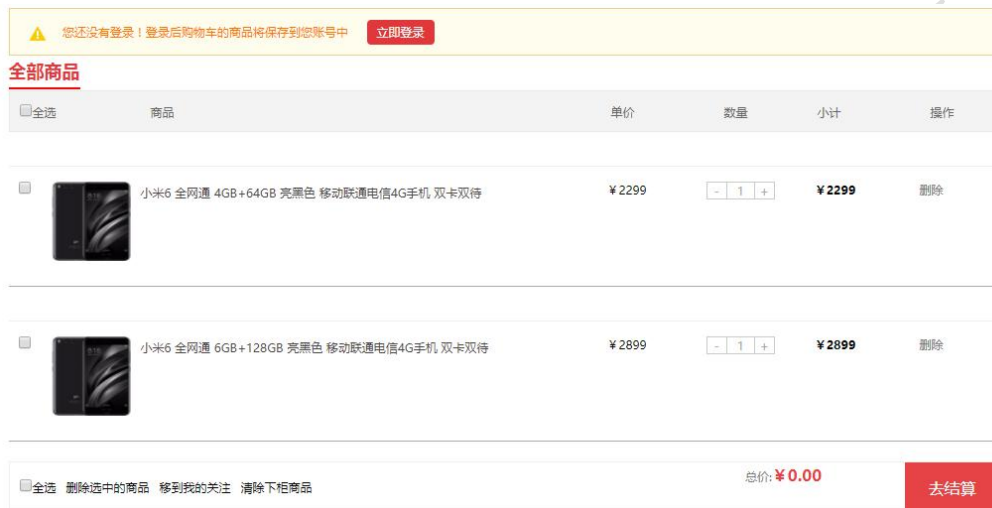 您还没有登录！登录后购物车的商品将保存到您账号中 立即登录
全部商品
全选 商品 单价 数量 小计 操作
小米6 全网通 4GB+64GB 亮黑色 移动联通电信4G手机 双卡双待 ¥2299 - 1 + ¥2299 删除
小米6 全网通 6GB+128GB 亮黑色 移动联通电信4G手机 双卡双待 ¥2899 - 1 + ¥2899 删除
全选 删除选中的商品 移到我的关注 清除下柜商品 总价:¥0.00 去结算